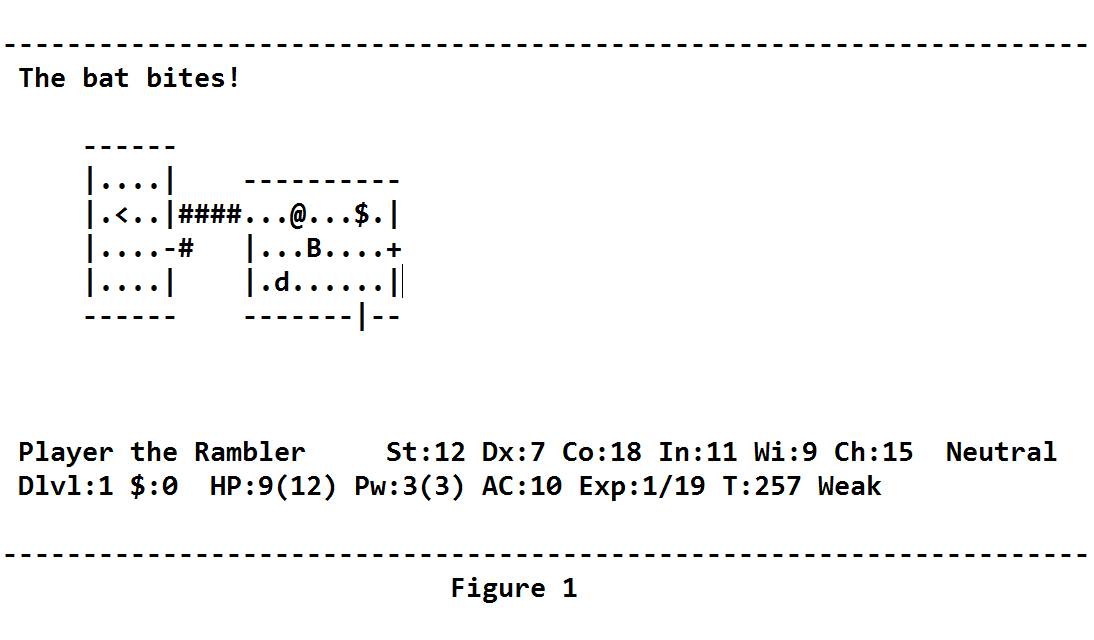 --------------------------------------------------------------------
 The bat bites!

     ------
     |....|    ----------
     |.<..|####...@...$.|
     |....-#   |...B....+
     |....|    |.d......|
     ------    -------|--

 Player the Rambler     St:12 Dx:7 Co:18 In:11 Wi:9 Ch:15  Neutral
 Dlvl:1 $:0  HP:9(12) Pw:3(3) AC:10 Exp:1/19 T:257 Weak

--------------------------------------------------------------------
                            Figure 1